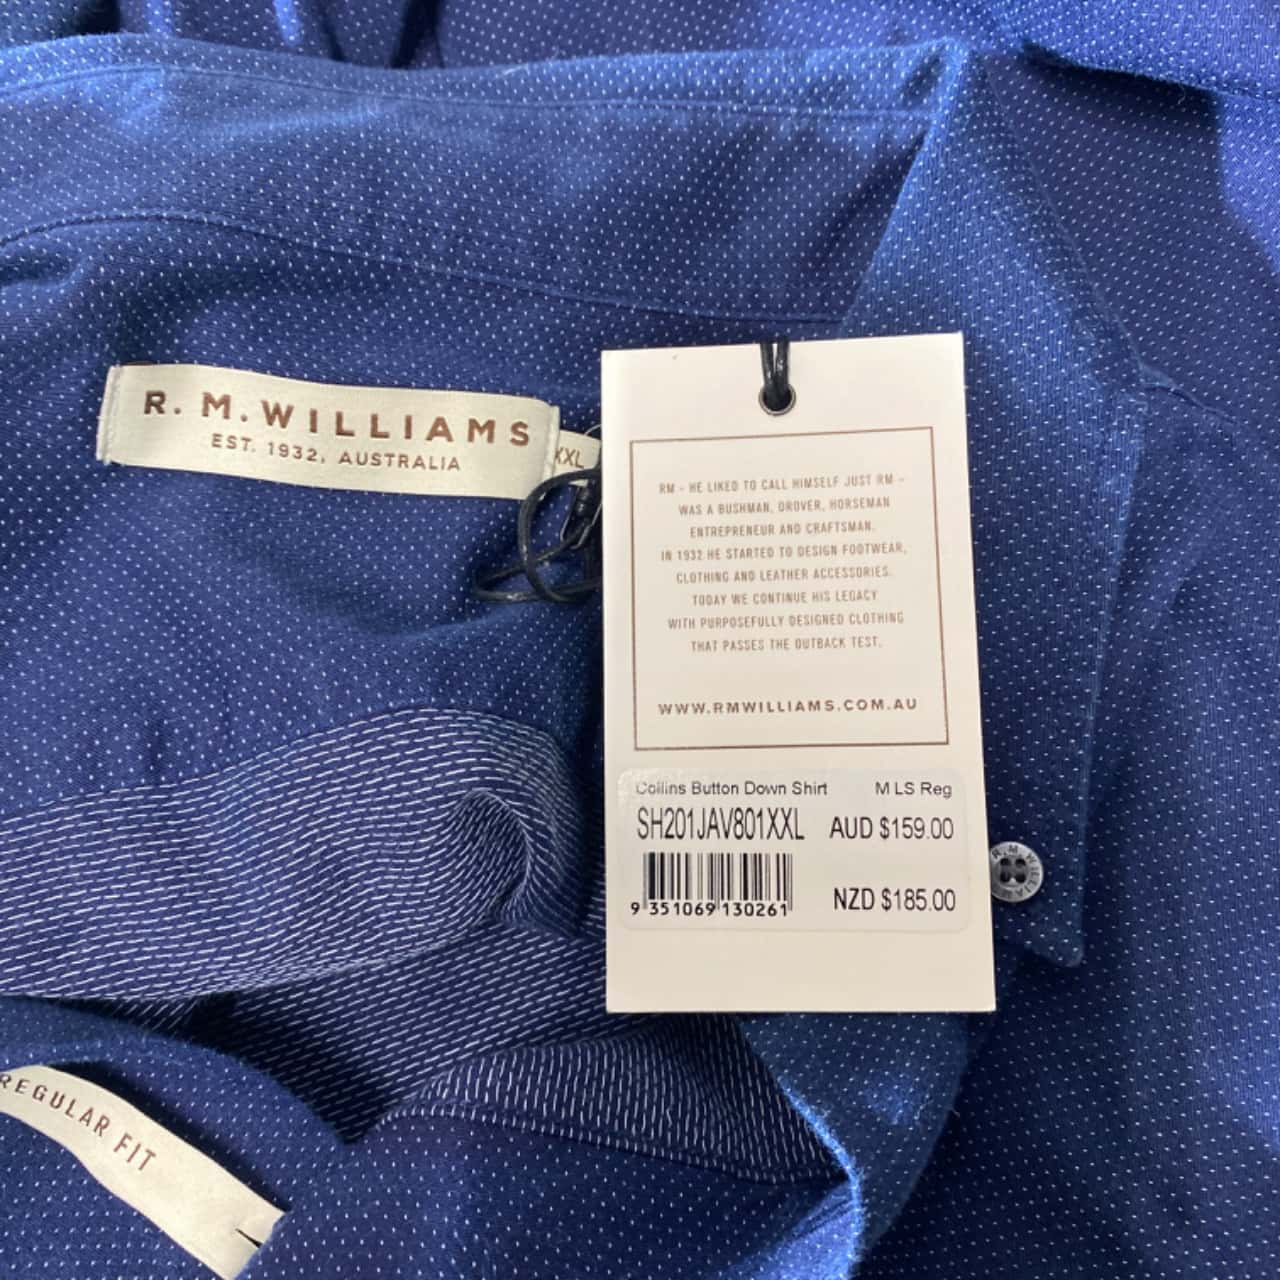 R. M. WILLIAMS
EST. 1932, AUSTRALIA
XXL
RM - HE LIKED TO CALL HIMSELF JUST RM -
WAS A BUSHMAN, DROVER, HORSEMAN
ENTREPRENEUR AND CRAFTSMAN.
IN 1932 HE STARTED TO DESIGN FOOTWEAR,
CLOTHING AND LEATHER ACCESSORIES.
TODAY WE CONTINUE HIS LEGACY
WITH PURPOSEFULLY DESIGNED CLOTHING
THAT PASSES THE OUTBACK TEST.
WWW.RMWILLIAMS.COM.AU
Collins Button Down Shirt M LS Reg
SH201JAV801XXL AUD $159.00
9 351069 130261 NZD $185.00
R.M.WILLIAMS
REGULAR FIT